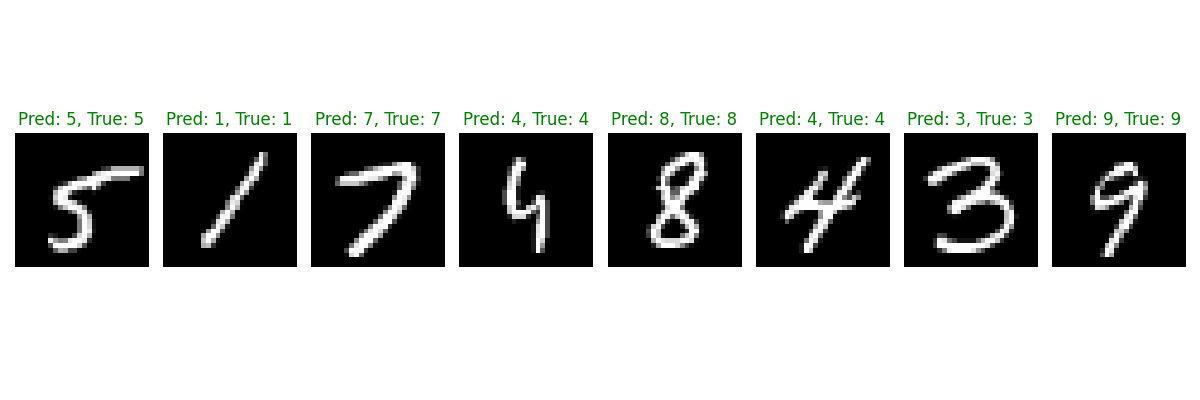 Pred: 5, True: 5
Pred: 1, True: 1
Pred: 7, True: 7
Pred: 4, True: 4
Pred: 8, True: 8
Pred: 4, True: 4
Pred: 3, True: 3
Pred: 9, True: 9
5
1
7
4
8
4
3
9